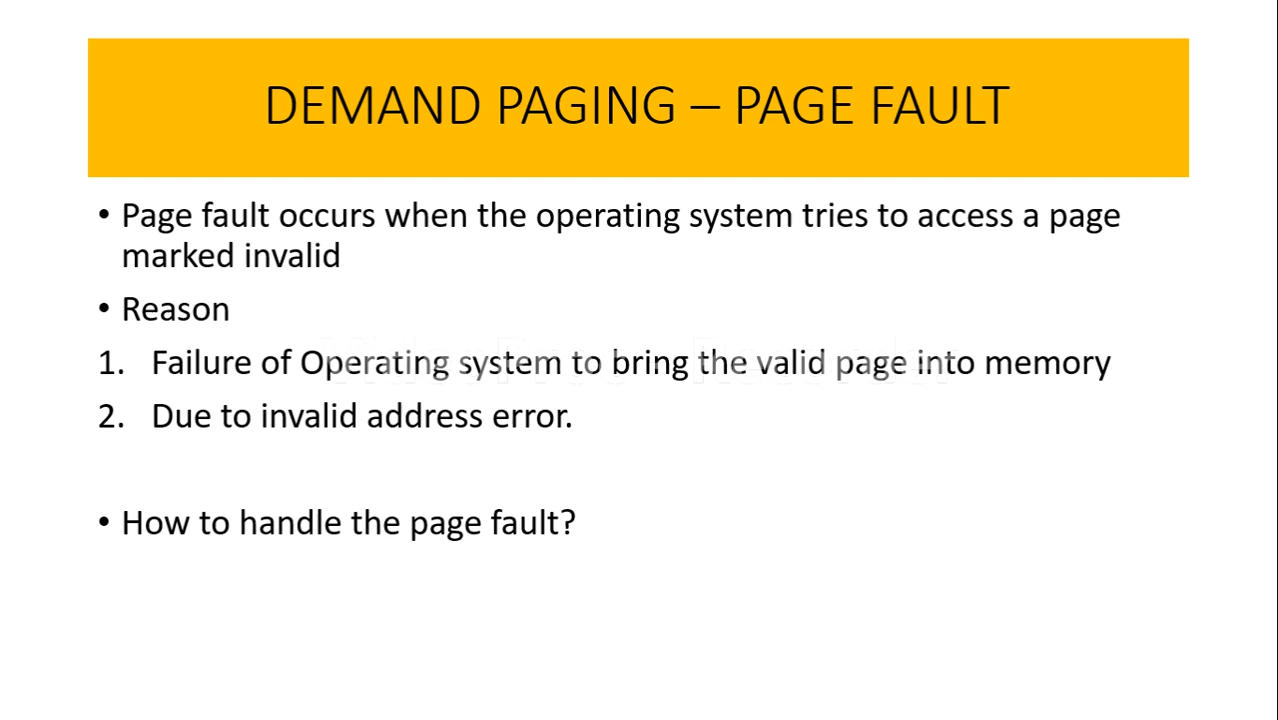 DEMAND PAGING – PAGE FAULT
• Page fault occurs when the operating system tries to access a page
marked invalid
• Reason
1. Failure of Operating system to bring the valid page into memory
2. Due to invalid address error.
• How to handle the page fault?